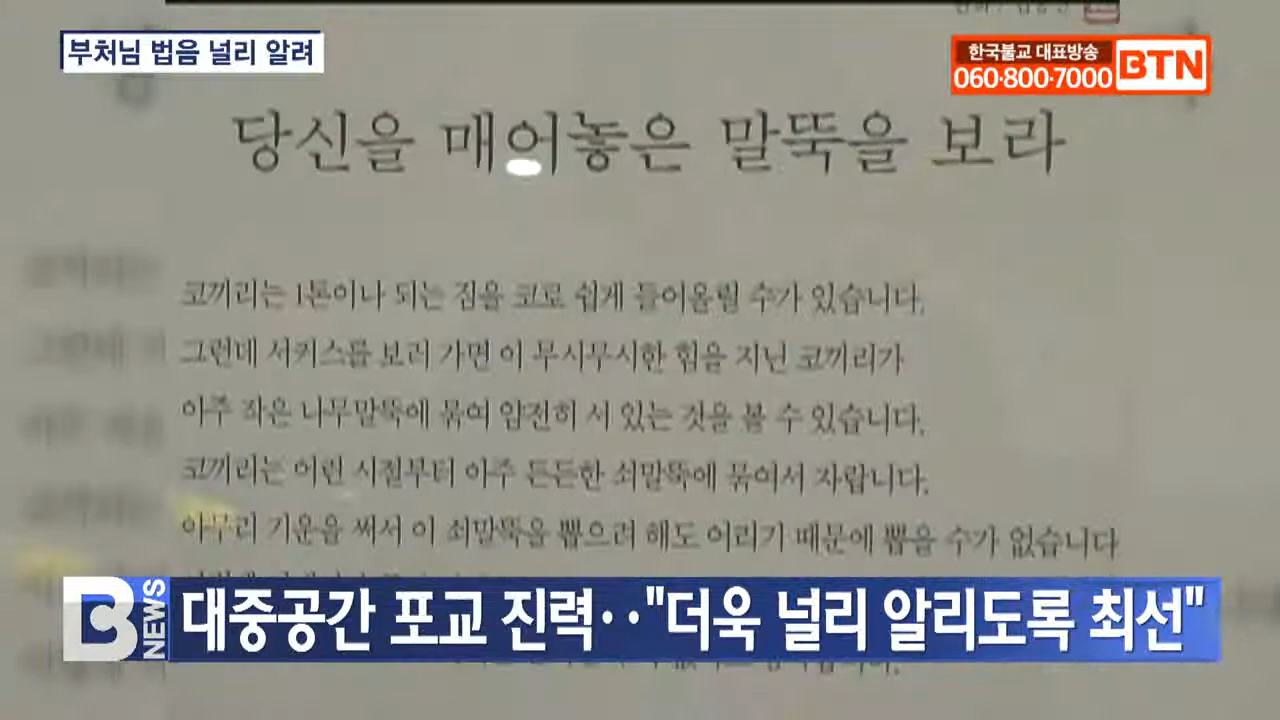 부처님 법음 널리 알려
한국불교 대표방송
060·800·7000
BTN
당신을 매어놓은 말뚝을 보라
코끼리는 1톤이나 되는 짐을 코로 쉽게 들어올릴 수가 있습니다.
그런데 서커스를 보러 가면 이 무시무시한 힘을 지닌 코끼리가
아주 작은 나무말뚝에 묶여 얌전히 서 있는 것을 볼 수 있습니다.
코끼리는 어린 시절부터 아주 든든한 쇠말뚝에 묶여서 자랍니다.
아무리 기운을 써서 이 쇠말뚝을 뽑으려 해도 어리기 때문에 뽑을 수가 없습니다
B NEWS
대중공간 포교 진력‥"더욱 널리 알리도록 최선"